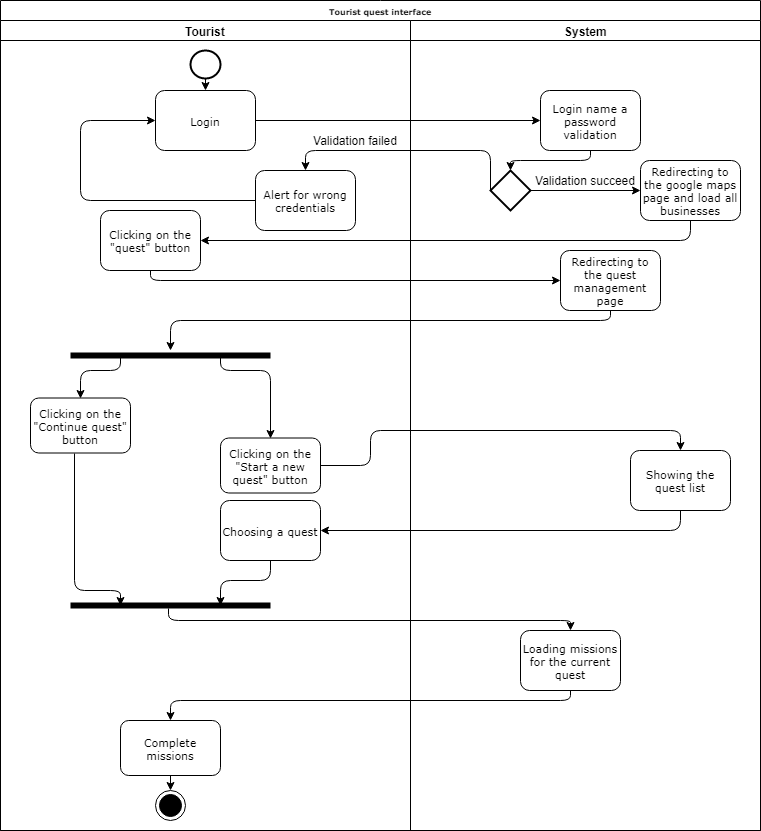 Tourist quest interface
Tourist
System
Login
Login name a
password
validation
Validation failed
Alert for wrong
credentials
Validation succeed
Redirecting to
the google maps
page and load all
businesses
Clicking on the
"quest" button
Redirecting to
the quest
management
page
Clicking on the
"Continue quest"
button
Clicking on the
"Start a new
quest" button
Showing the
quest list
Choosing a quest
Loading missions
for the current
quest
Complete
missions